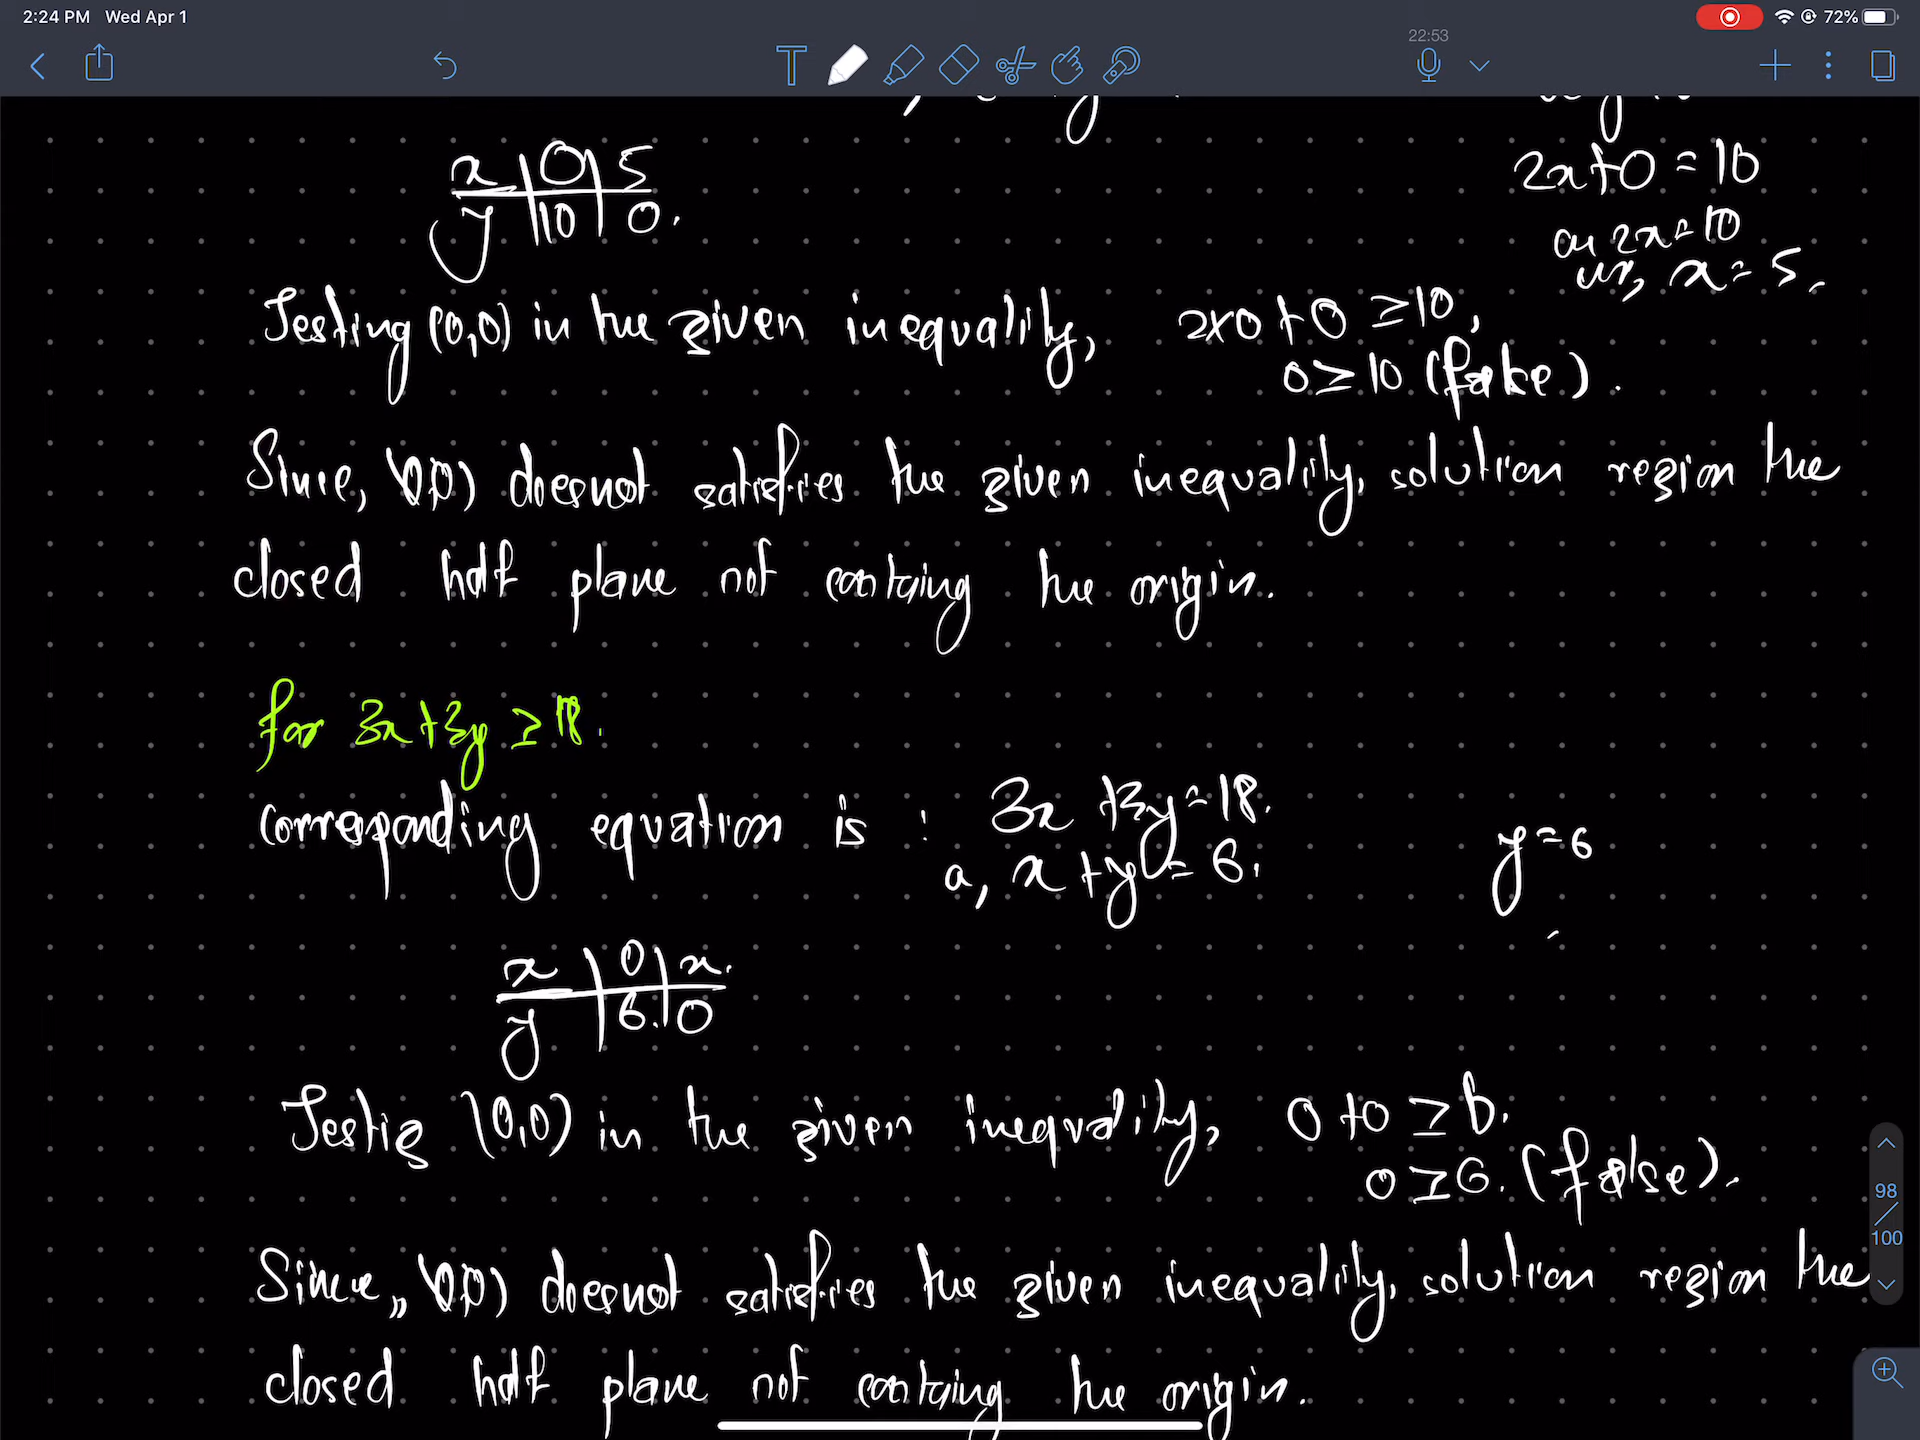 2:24 PM Wed Apr 1
72%
22:53
T
2x+0 = 10
x | 0 | 5
y | 10 | 0.
or 2x=10
or, x = 5.
Testing (0,0) in the given inequality, 2x0+0 ≥10,
0≥10 (false).
Since, (0,0) doesnot satisfies the given inequality, solution region the
closed half plane not containg the origin.
for 3x+3y ≥18.
corresponding equation is : 3x +3y=18.
y=6
a, x+y = 6.
x | 0 | x.
y | 6. | 0
Testig (0,0) in the given inequality, 0 to ≥ 6.
0≥6. (false).
98
/
100
Since,, (0,0) doesnot satisfies the given inequality, solution region the
closed half plane not containg the origin.